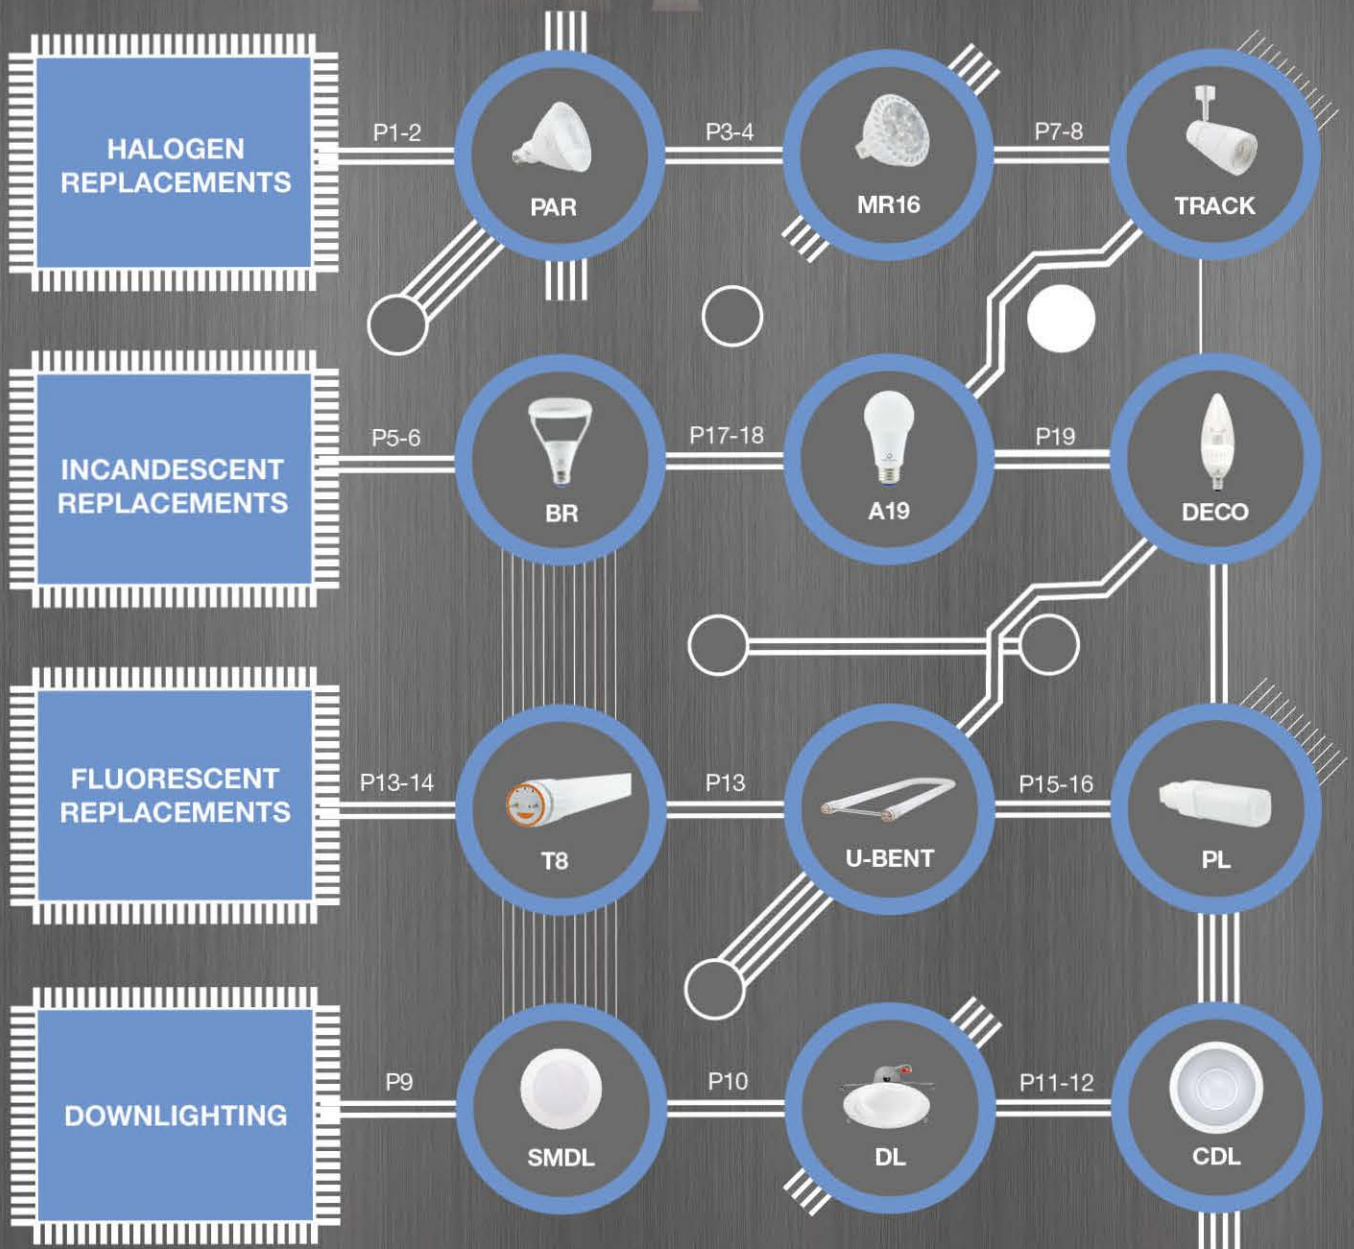 HALOGEN
REPLACEMENTS
P1-2
PAR
P3-4
MR16
P7-8
TRACK
INCANDESCENT
REPLACEMENTS
P5-6
BR
P17-18
A19
P19
DECO
FLUORESCENT
REPLACEMENTS
P13-14
T8
P13
U-BENT
P15-16
PL
DOWNLIGHTING
P9
SMDL
P10
DL
P11-12
CDL